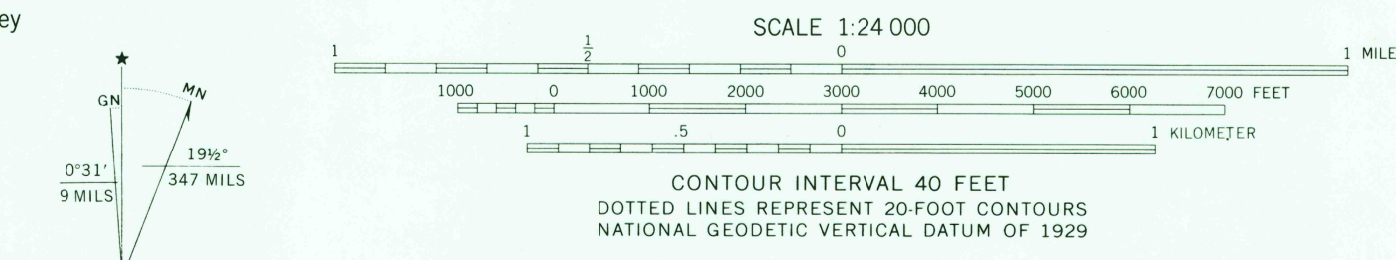 ey
SCALE 1:24 000
1 1/2 0 1 MILE
1000 0 1000 2000 3000 4000 5000 6000 7000 FEET
1 .5 0 1 KILOMETER
CONTOUR INTERVAL 40 FEET
DOTTED LINES REPRESENT 20-FOOT CONTOURS
NATIONAL GEODETIC VERTICAL DATUM OF 1929
★
GN
MN
0°31′
9 MILS
19½°
347 MILS